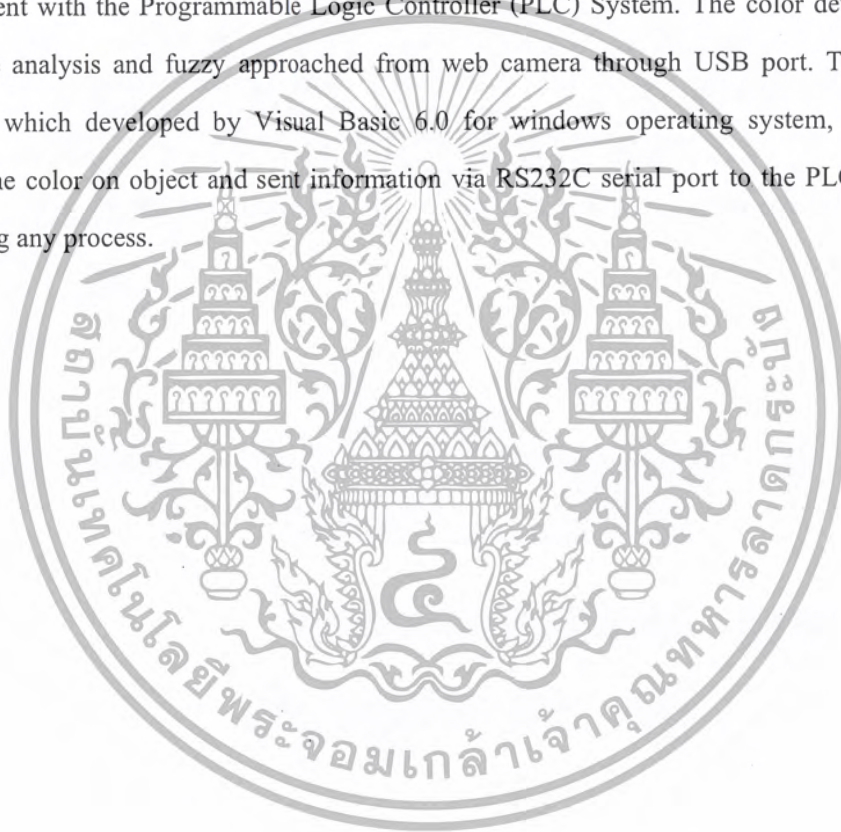 ent with the Programmable Logic Controller (PLC) System. The color de
analysis and fuzzy approached from web camera through USB port. T
which developed by Visual Basic 6.0 for windows operating system,
e color on object and sent information via RS232C serial port to the PLC
g any process.
สถาบันเทคโนโลยีพระจอมเกล้าเจ้าคุณทหารลาดกระบัง